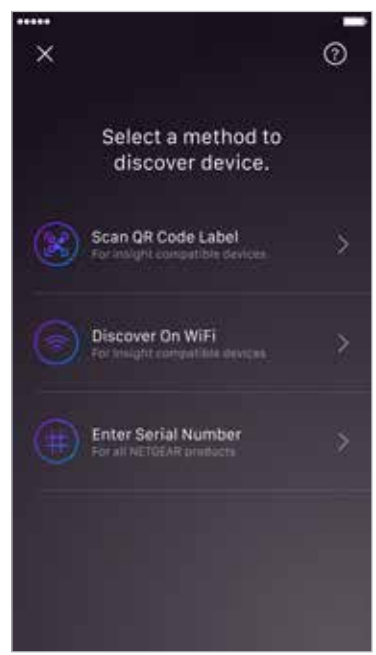 Select a method to
discover device.
Scan QR Code Label
For insight compatible devices
Discover On WiFi
For Insight compatible devices
Enter Serial Number
For all NETGEAR products